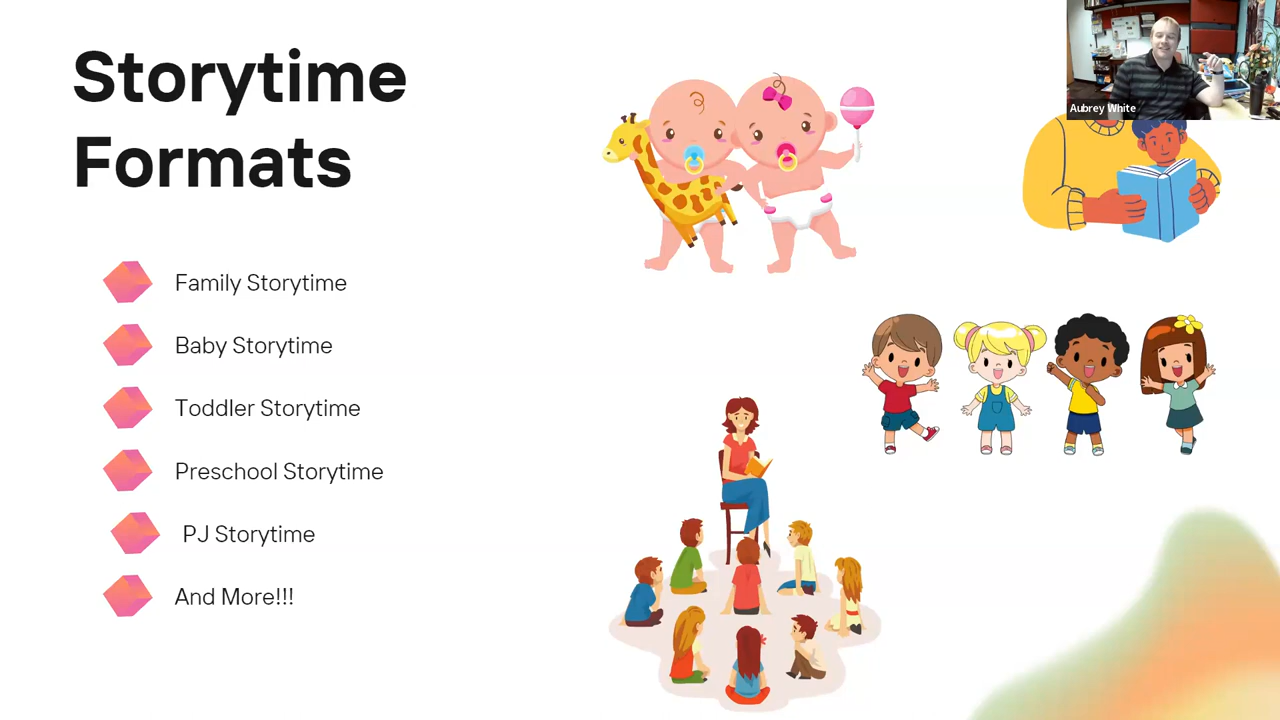 Storytime
Formats
Family Storytime
Baby Storytime
Toddler Storytime
Preschool Storytime
PJ Storytime
And More!!!
Aubrey White